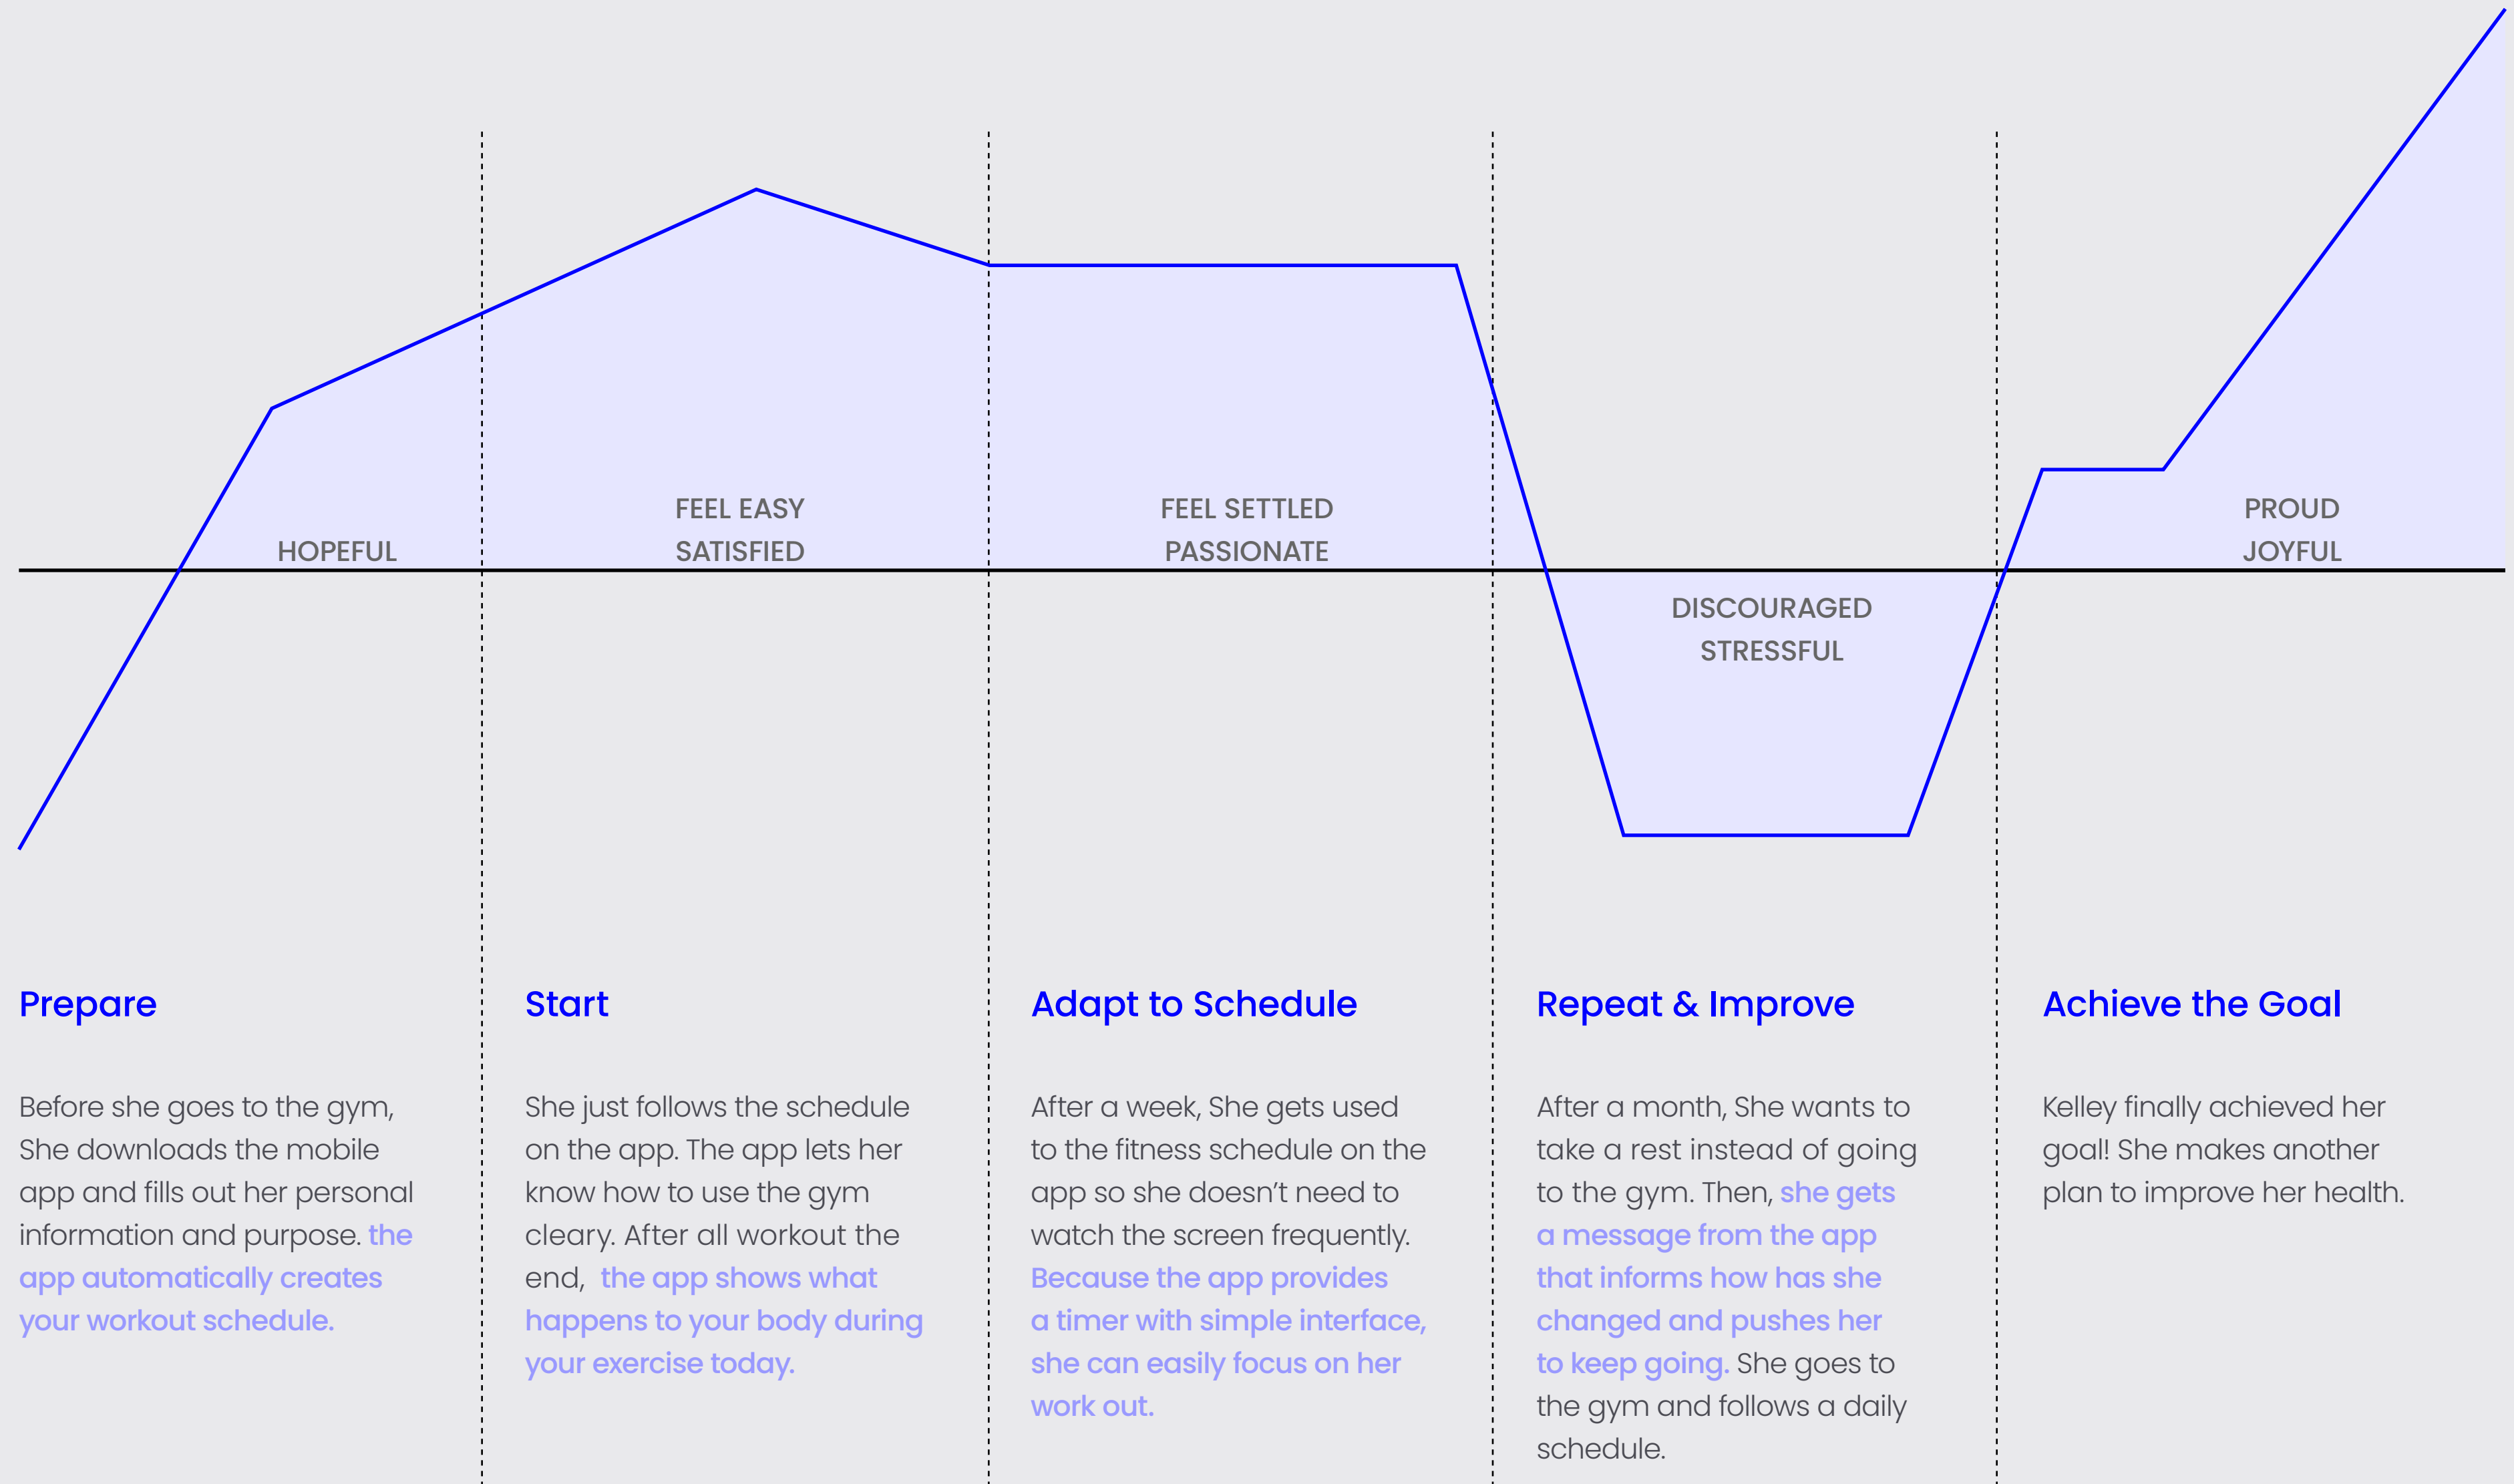 HOPEFUL
FEEL EASY
SATISFIED
FEEL SETTLED
PASSIONATE
DISCOURAGED
STRESSFUL
PROUD
JOYFUL
Prepare
Before she goes to the gym,
She downloads the mobile
app and fills out her personal
information and purpose. the
app automatically creates
your workout schedule.
Start
She just follows the schedule
on the app. The app lets her
know how to use the gym
cleary. After all workout the
end,  the app shows what
happens to your body during
your exercise today.
Adapt to Schedule
After a week, She gets used
to the fitness schedule on the
app so she doesn’t need to
watch the screen frequently.
Because the app provides
a timer with simple interface,
she can easily focus on her
work out.
Repeat & Improve
After a month, She wants to
take a rest instead of going
to the gym. Then, she gets
a message from the app
that informs how has she
changed and pushes her
to keep going. She goes to
the gym and follows a daily
schedule.
Achieve the Goal
Kelley finally achieved her
goal! She makes another
plan to improve her health.